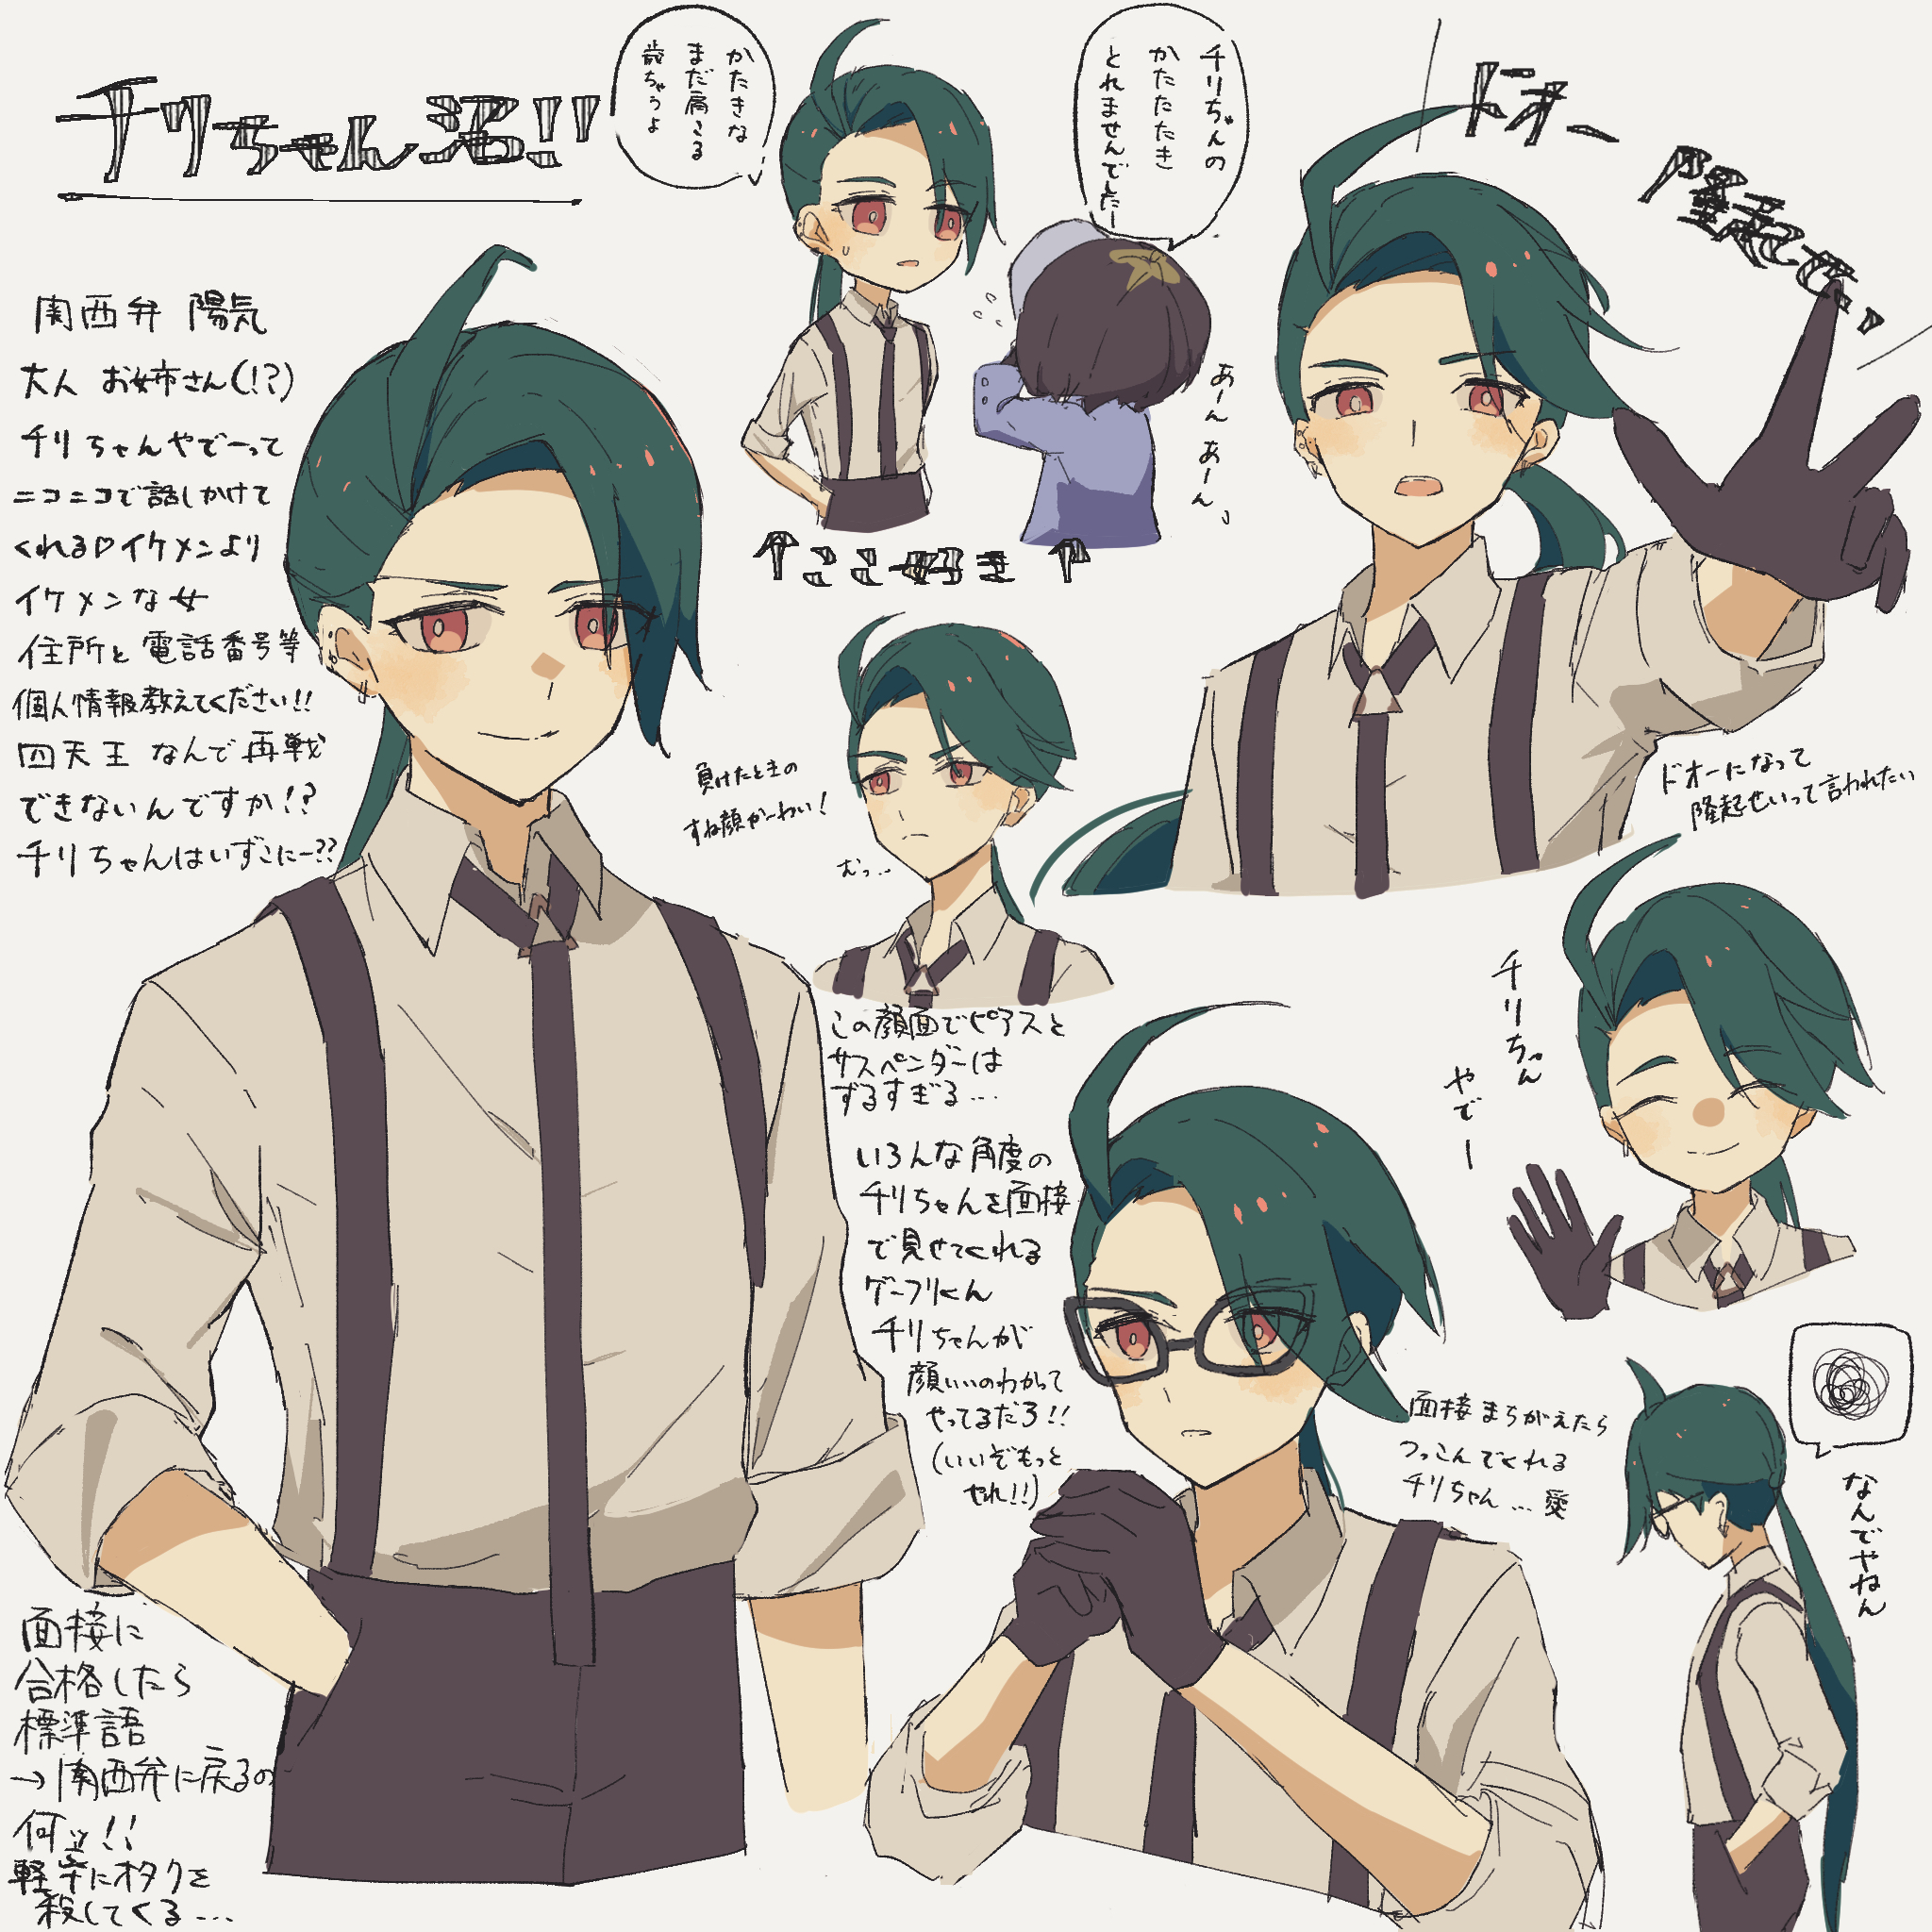 チリちゃん沼!!
かたきな
まだ肩こる
歳ちゃうよ
チリちゃんの
かたたたき
とれませんでしたー
あーんあーん
↑ここ好き↑
ドオー
隆起せい
ドオーになって
隆起せいって言われたい
関西弁 陽気
大人 お姉さん(!?)
チリちゃんやでーって
ニコニコで話しかけて
くれる♡イケメンより
イケメンな女
住所と電話番号等
個人情報教えてください!!
四天王 なんで再戦
できないんですか!?
チリちゃんはいずこにー??
負けたときの
すね顔かーわい!
むっ…
この顔面でピアスと
サスペンダーは
ずるすぎる…
いろんな角度の
チリちゃんを面接
で見せてくれる
ゲーフリくん
チリちゃんが
顔いいのわかって
やってるだろ!!
(いいぞもっと
やれ!!)
チリちゃん
やでー
面接まちがえたら
つっこんでくれる
チリちゃん…愛
なんでやねん
面接に
合格したら
標準語
→関西弁に戻るの
何ッ!!
軽率にオタクを
殺してくる…